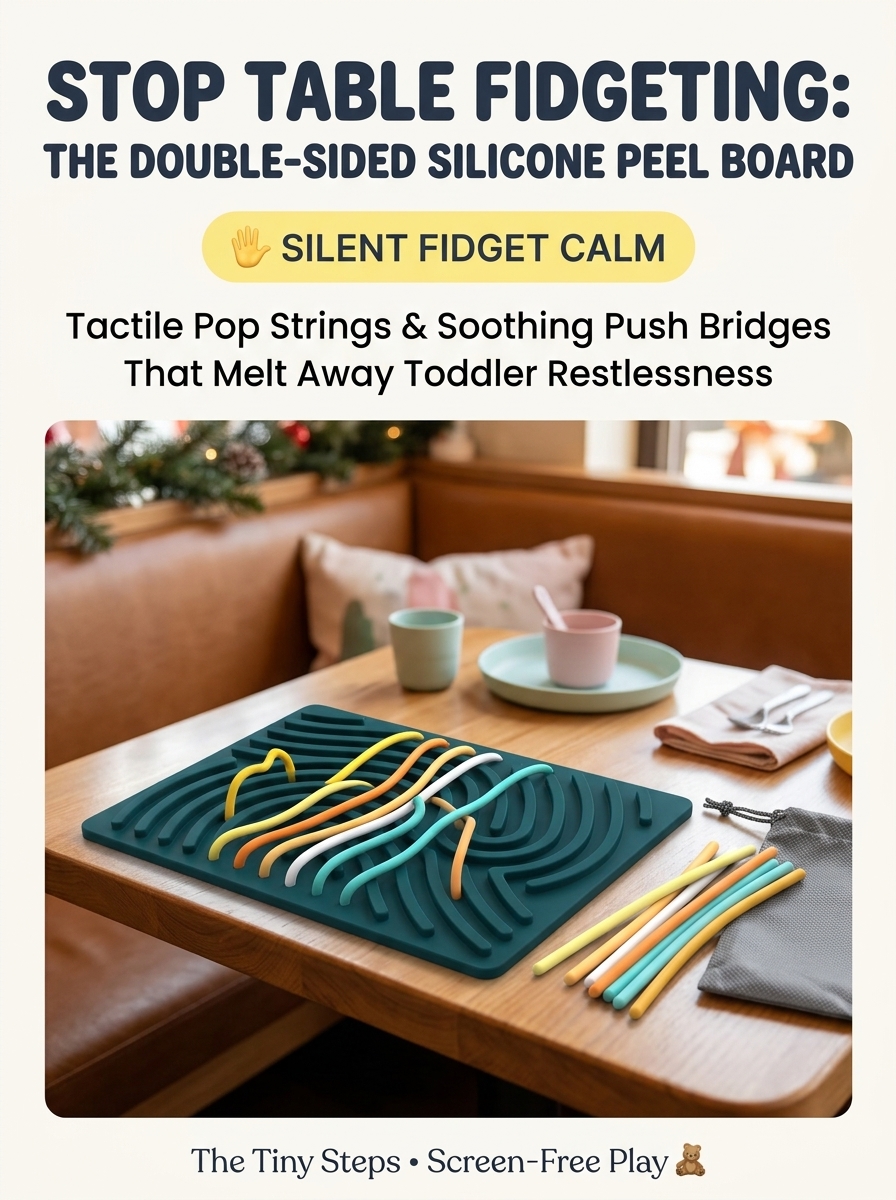 STOP TABLE FIDGETING:
THE DOUBLE-SIDED SILICONE PEEL BOARD
🖐️ SILENT FIDGET CALM
Tactile Pop Strings & Soothing Push Bridges
That Melt Away Toddler Restlessness
The Tiny Steps • Screen-Free Play 🧸